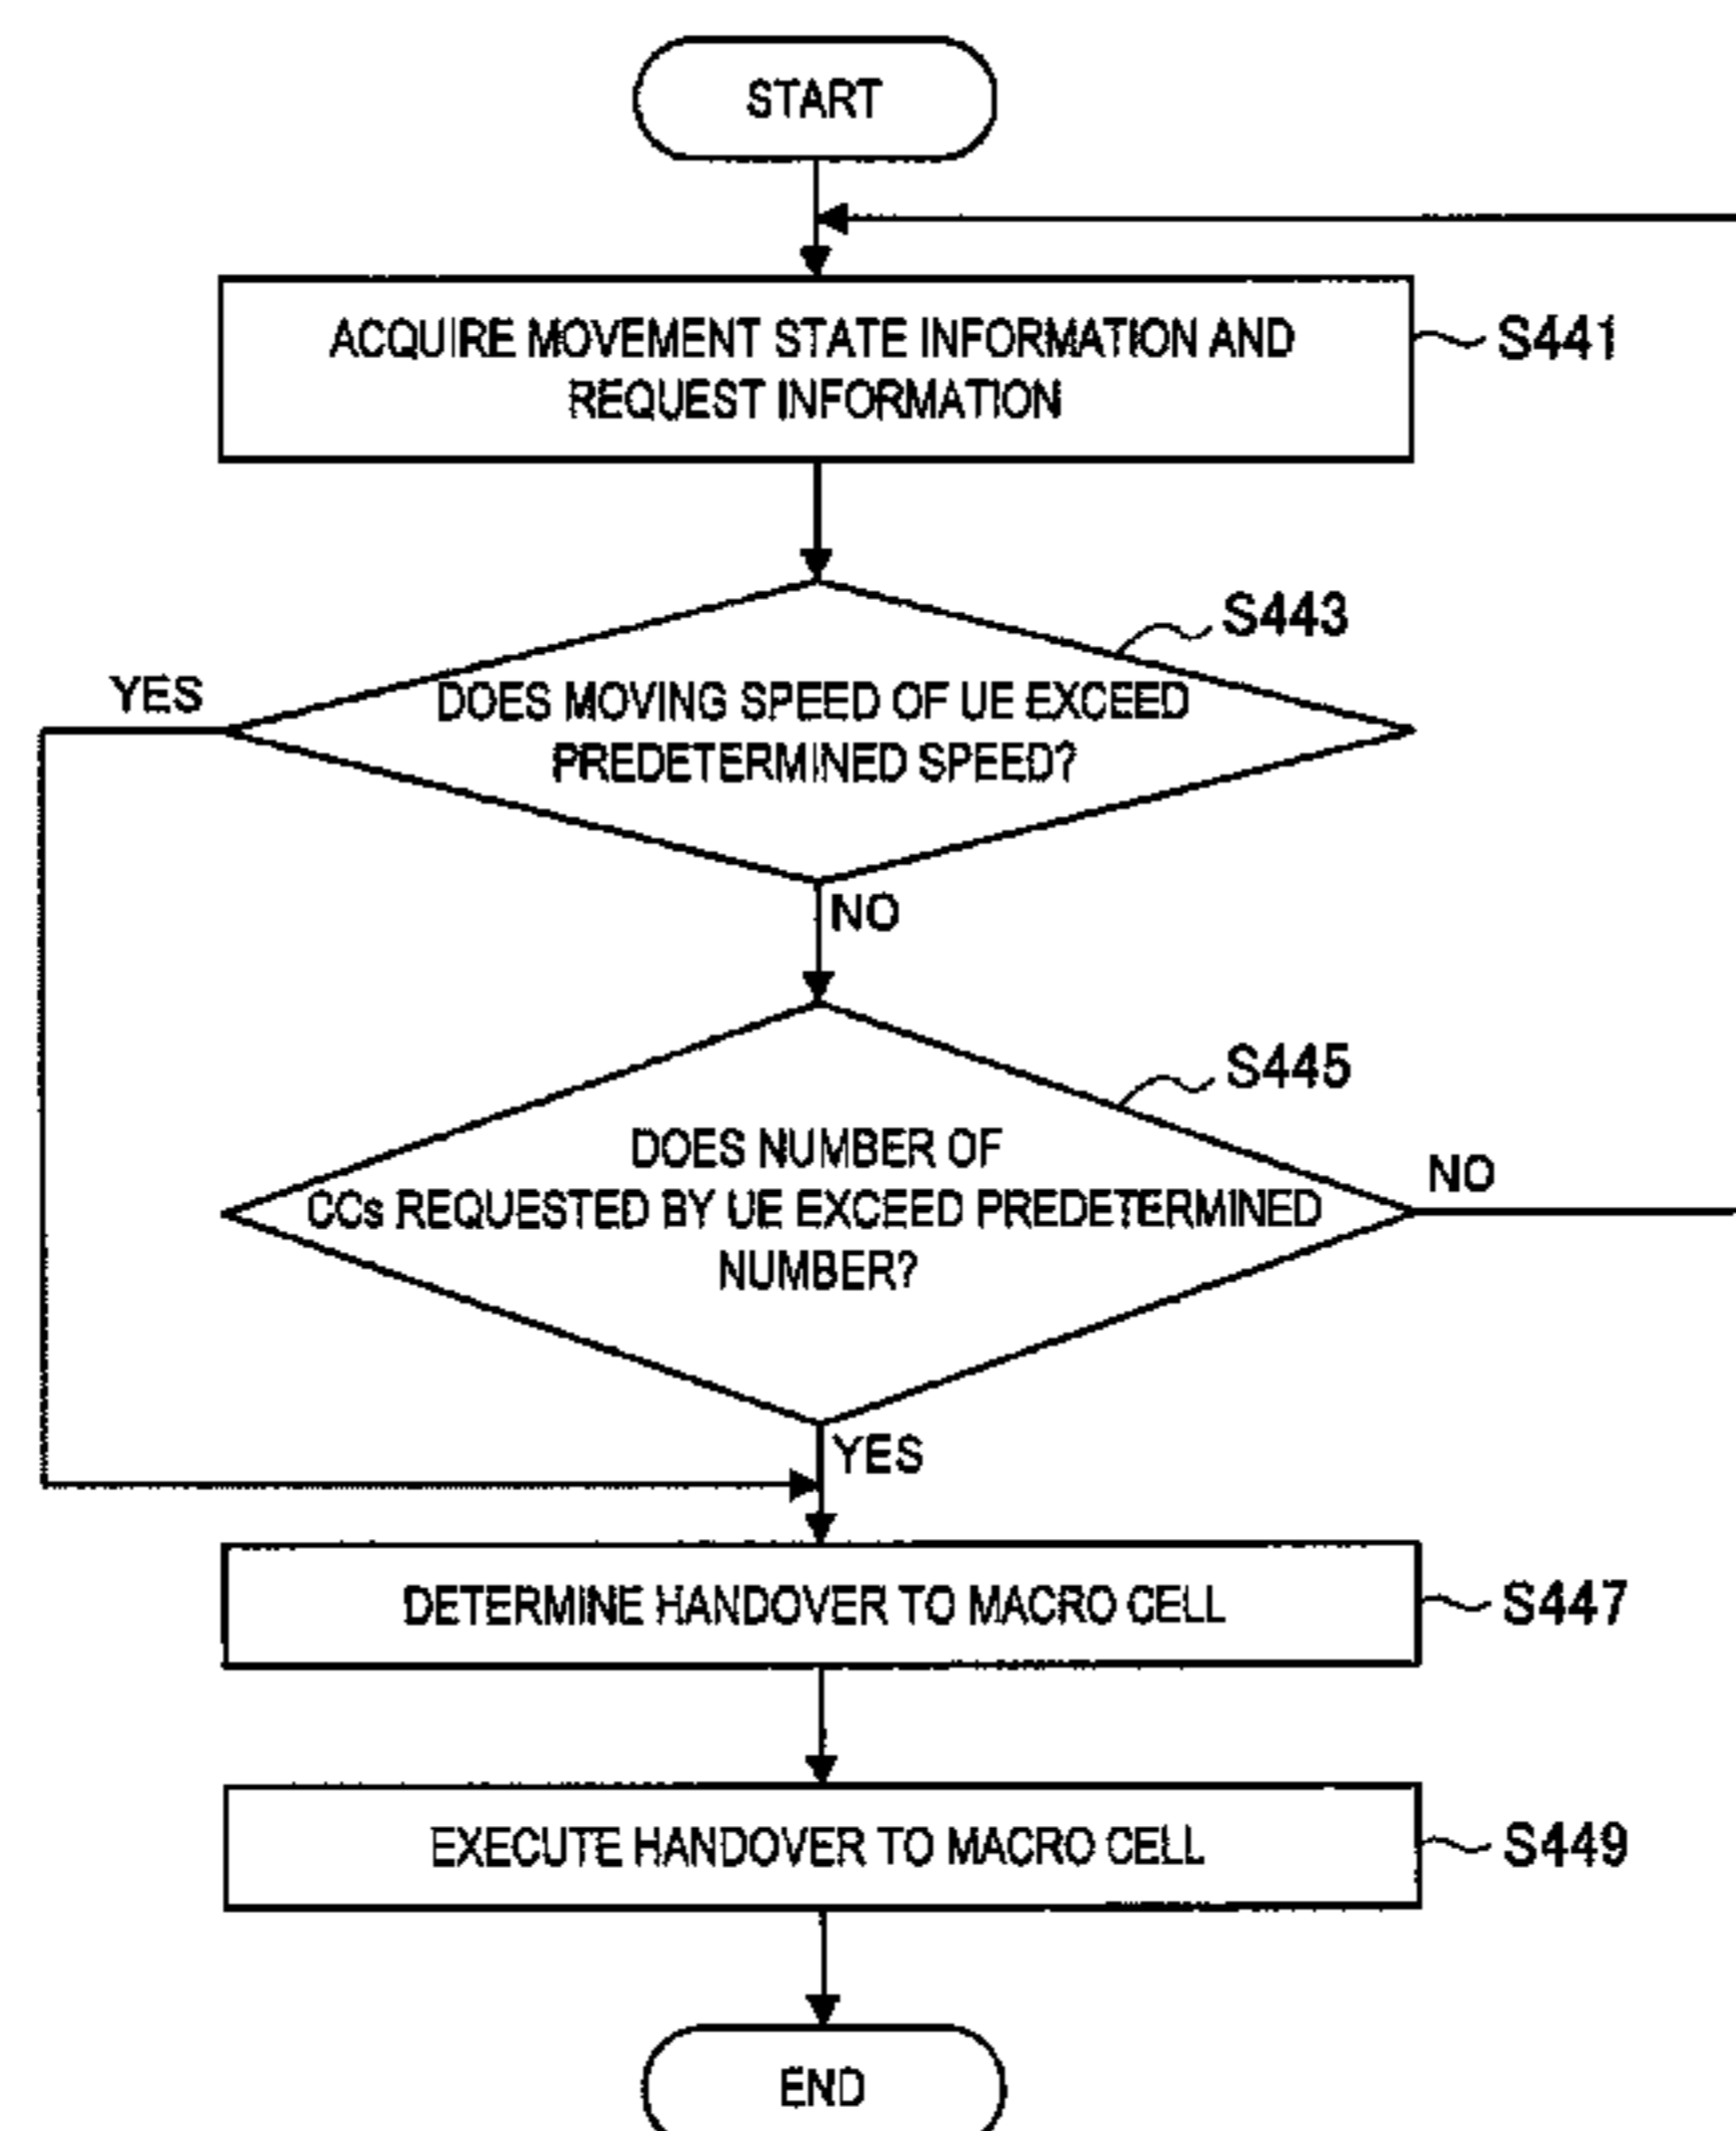 START
ACQUIRE MOVEMENT STATE INFORMATION AND
REQUEST INFORMATION
S441
S443
YES
DOES MOVING SPEED OF UE EXCEED
PREDETERMINED SPEED?
NO
S445
DOES NUMBER OF
CCs REQUESTED BY UE EXCEED PREDETERMINED
NUMBER?
NO
YES
DETERMINE HANDOVER TO MACRO CELL
S447
EXECUTE HANDOVER TO MACRO CELL
S449
END